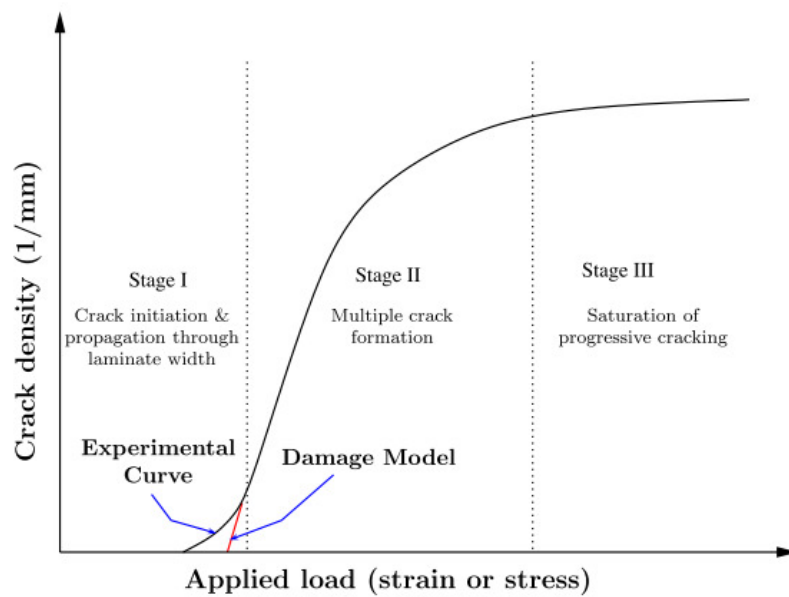 Crack density (1/mm)
Stage I
Crack initiation &
propagation through
laminate width
Stage II
Multiple crack
formation
Stage III
Saturation of
progressive cracking
Experimental
Curve
Damage Model
Applied load (strain or stress)